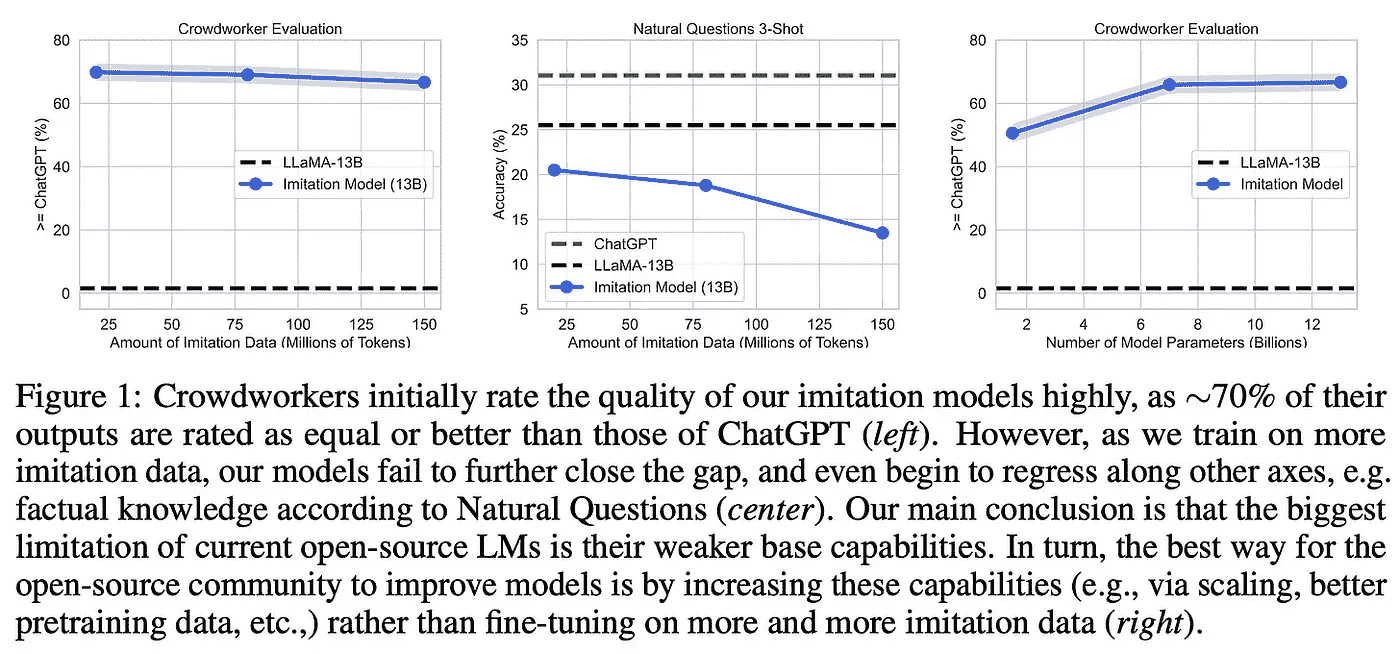 Crowdworker Evaluation
80
60
40
20
0
>= ChatGPT (%)
LLaMA-13B
Imitation Model (13B)
25 50 75 100 125 150
Amount of Imitation Data (Millions of Tokens)
Natural Questions 3-Shot
35
30
25
20
15
10
5
Accuracy (%)
ChatGPT
LLaMA-13B
Imitation Model (13B)
25 50 75 100 125 150
Amount of Imitation Data (Millions of Tokens)
Crowdworker Evaluation
80
60
40
20
0
>= ChatGPT (%)
LLaMA-13B
Imitation Model
2 4 6 8 10 12
Number of Model Parameters (Billions)
Figure 1: Crowdworkers initially rate the quality of our imitation models highly, as ∼70% of their
outputs are rated as equal or better than those of ChatGPT (left). However, as we train on more
imitation data, our models fail to further close the gap, and even begin to regress along other axes, e.g.
factual knowledge according to Natural Questions (center). Our main conclusion is that the biggest
limitation of current open-source LMs is their weaker base capabilities. In turn, the best way for the
open-source community to improve models is by increasing these capabilities (e.g., via scaling, better
pretraining data, etc.,) rather than fine-tuning on more and more imitation data (right).